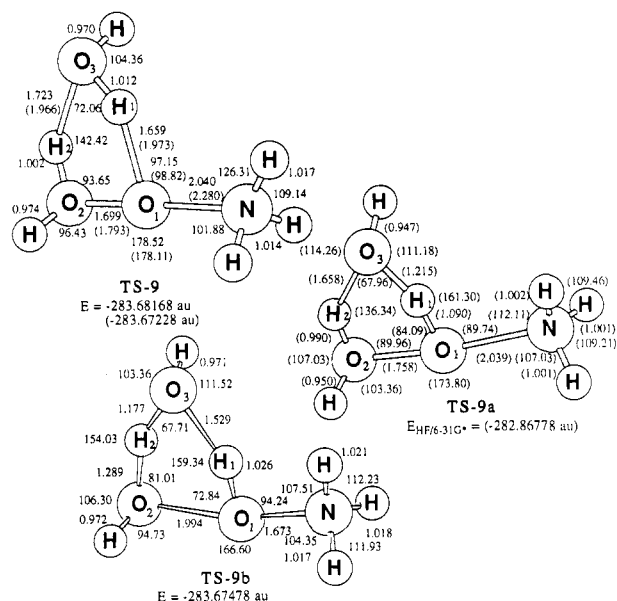 0.970
H
O3
104.36
1.012
1.723
(1.966)
72.06
H1
H2
142.42
1.659
(1.973)
1.002
97.15
(98.82)
2.040
(2.280)
126.31
H
1.017
93.65
109.14
0.974
O2
O1
N
H
H
1.699
(1.793)
96.43
101.88
1.014
H
178.52
(178.11)
TS-9
E = -283.68168 au
(-283.67228 au)
H
(0.947)
(114.26)
O3
(111.18)
(1.215)
(1.658)
(67.96)
H1
(161.30)
(1.090)
H2
(136.34)
(0.990)
(84.09)
(89.74)
(1.002)
H
(109.46)
(112.11)
H
N
(1.001)
(109.21)
(107.03)
O2
(89.96)
O1
(1.758)
(2.039)
(107.03)
(0.950)
H
(103.36)
(173.80)
(1.001)
H
TS-9a
EHF/6-31G* = (-282.86778 au)
H
0.971
103.36
O3
111.52
1.177
67.71
1.529
154.03
H2
159.34
H1
1.026
1.289
81.01
72.84
94.24
107.51
H
1.021
112.23
106.30
O2
O1
N
H
0.972
H
1.994
1.673
1.018
94.73
166.60
104.35
111.93
1.017
H
TS-9b
E = -283.67478 au